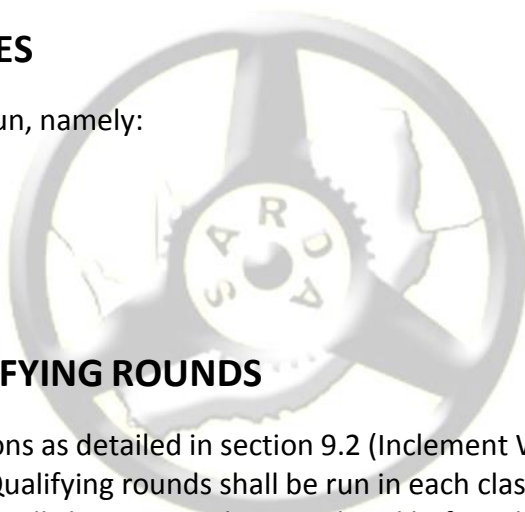 ES
un, namely:
SARDA
FYING ROUNDS
ons as detailed in section 9.2 (Inclement
Qualifying rounds shall be run in each clas